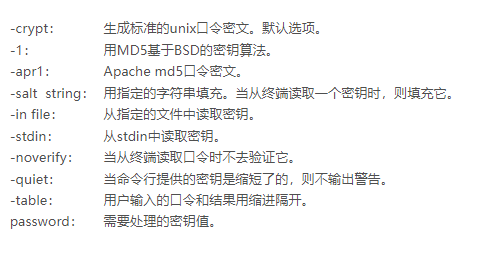 -crypt： 生成标准的unix口令密文。默认选项。
-1： 用MD5基于BSD的密钥算法。
-apr1： Apache md5口令密文。
-salt string： 用指定的字符串填充。当从终端读取一个密钥时，则填充它。
-in file： 从指定的文件中读取密钥。
-stdin： 从stdin中读取密钥。
-noverify： 当从终端读取口令时不去验证它。
-quiet： 当命令行提供的密钥是缩短了的，则不输出警告。
-table： 用户输入的口令和结果用缩进隔开。
password： 需要处理的密钥值。